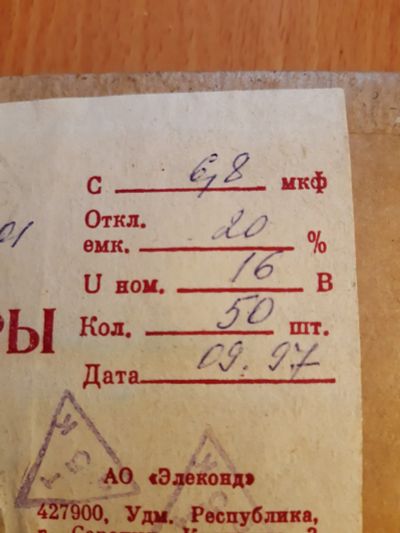 С 6,8 мкф
01
Откл.
емк. 20 %
U ном. 16 В
РЫ
Кол. 50 шт.
Дата 09.97
АО «Элеконд»
427900, Удм. Республика,